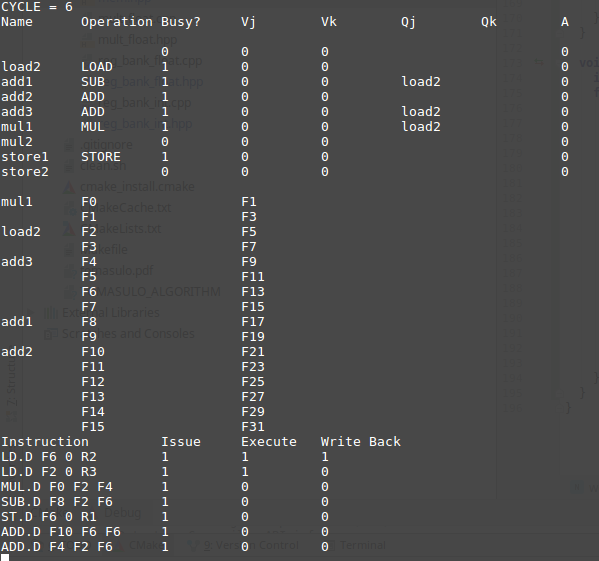 CYCLE = 6
Name Operation Busy? Vj Vk Qj Qk A
0 0 0 0
load2 LOAD 1 0 0 0
add1 SUB 1 0 0 load2 0
add2 ADD 1 0 0 0
add3 ADD 1 0 0 load2 0
mul1 MUL 1 0 0 load2 0
mul2 0 0 0 0
store1 STORE 1 0 0 0
store2 0 0 0 0
mul1 F0 F1
F1 F3
load2 F2 F5
F3 F7
add3 F4 F9
F5 F11
F6 F13
F7 F15
add1 F8 F17
F9 F19
add2 F10 F21
F11 F23
F12 F25
F13 F27
F14 F29
F15 F31
Instruction Issue Execute Write Back
LD.D F6 0 R2 1 1 1
LD.D F2 0 R3 1 1 0
MUL.D F0 F2 F4 1 0 0
SUB.D F8 F2 F6 1 0 0
ST.D F6 0 R1 1 0 0
ADD.D F10 F6 F6 1 0 0
ADD.D F4 F2 F6 1 0 0
mult_float.hpp
cmake_install.cmake
External Libraries
Debug
Terminal